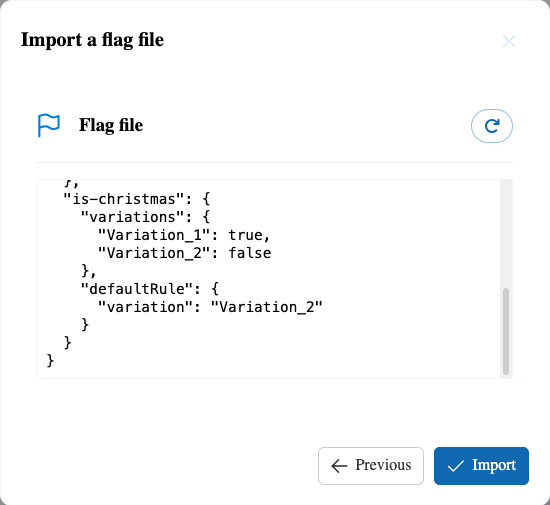 Import a flag file
Flag file
},
"is-christmas": {
"variations": {
"Variation_1": true,
"Variation_2": false
},
"defaultRule": {
"variation": "Variation_2"
}
}
}
Previous
Import